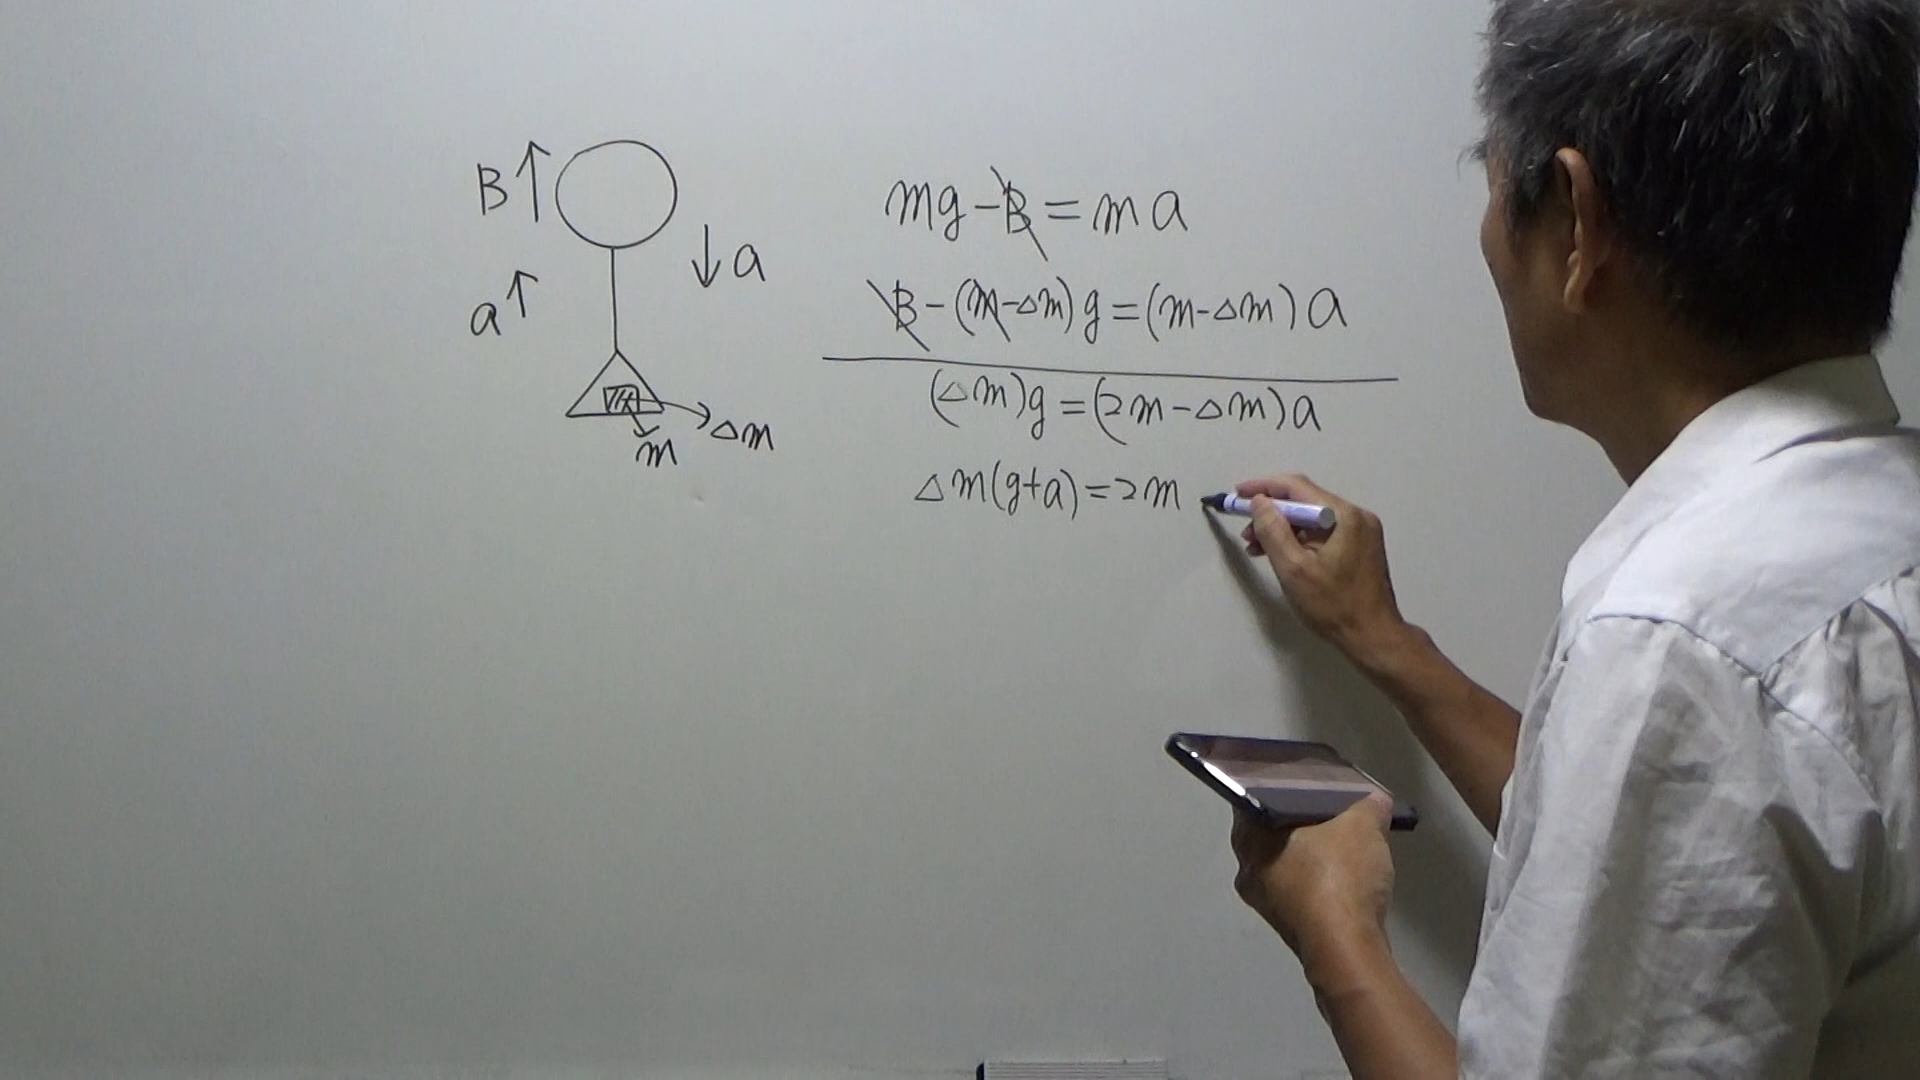 B↑
↓a
a↑
m
Δm
mg-B=ma
B-(m-Δm)g=(m-Δm)a
(Δm)g=(2m-Δm)a
Δm(g+a)=2m